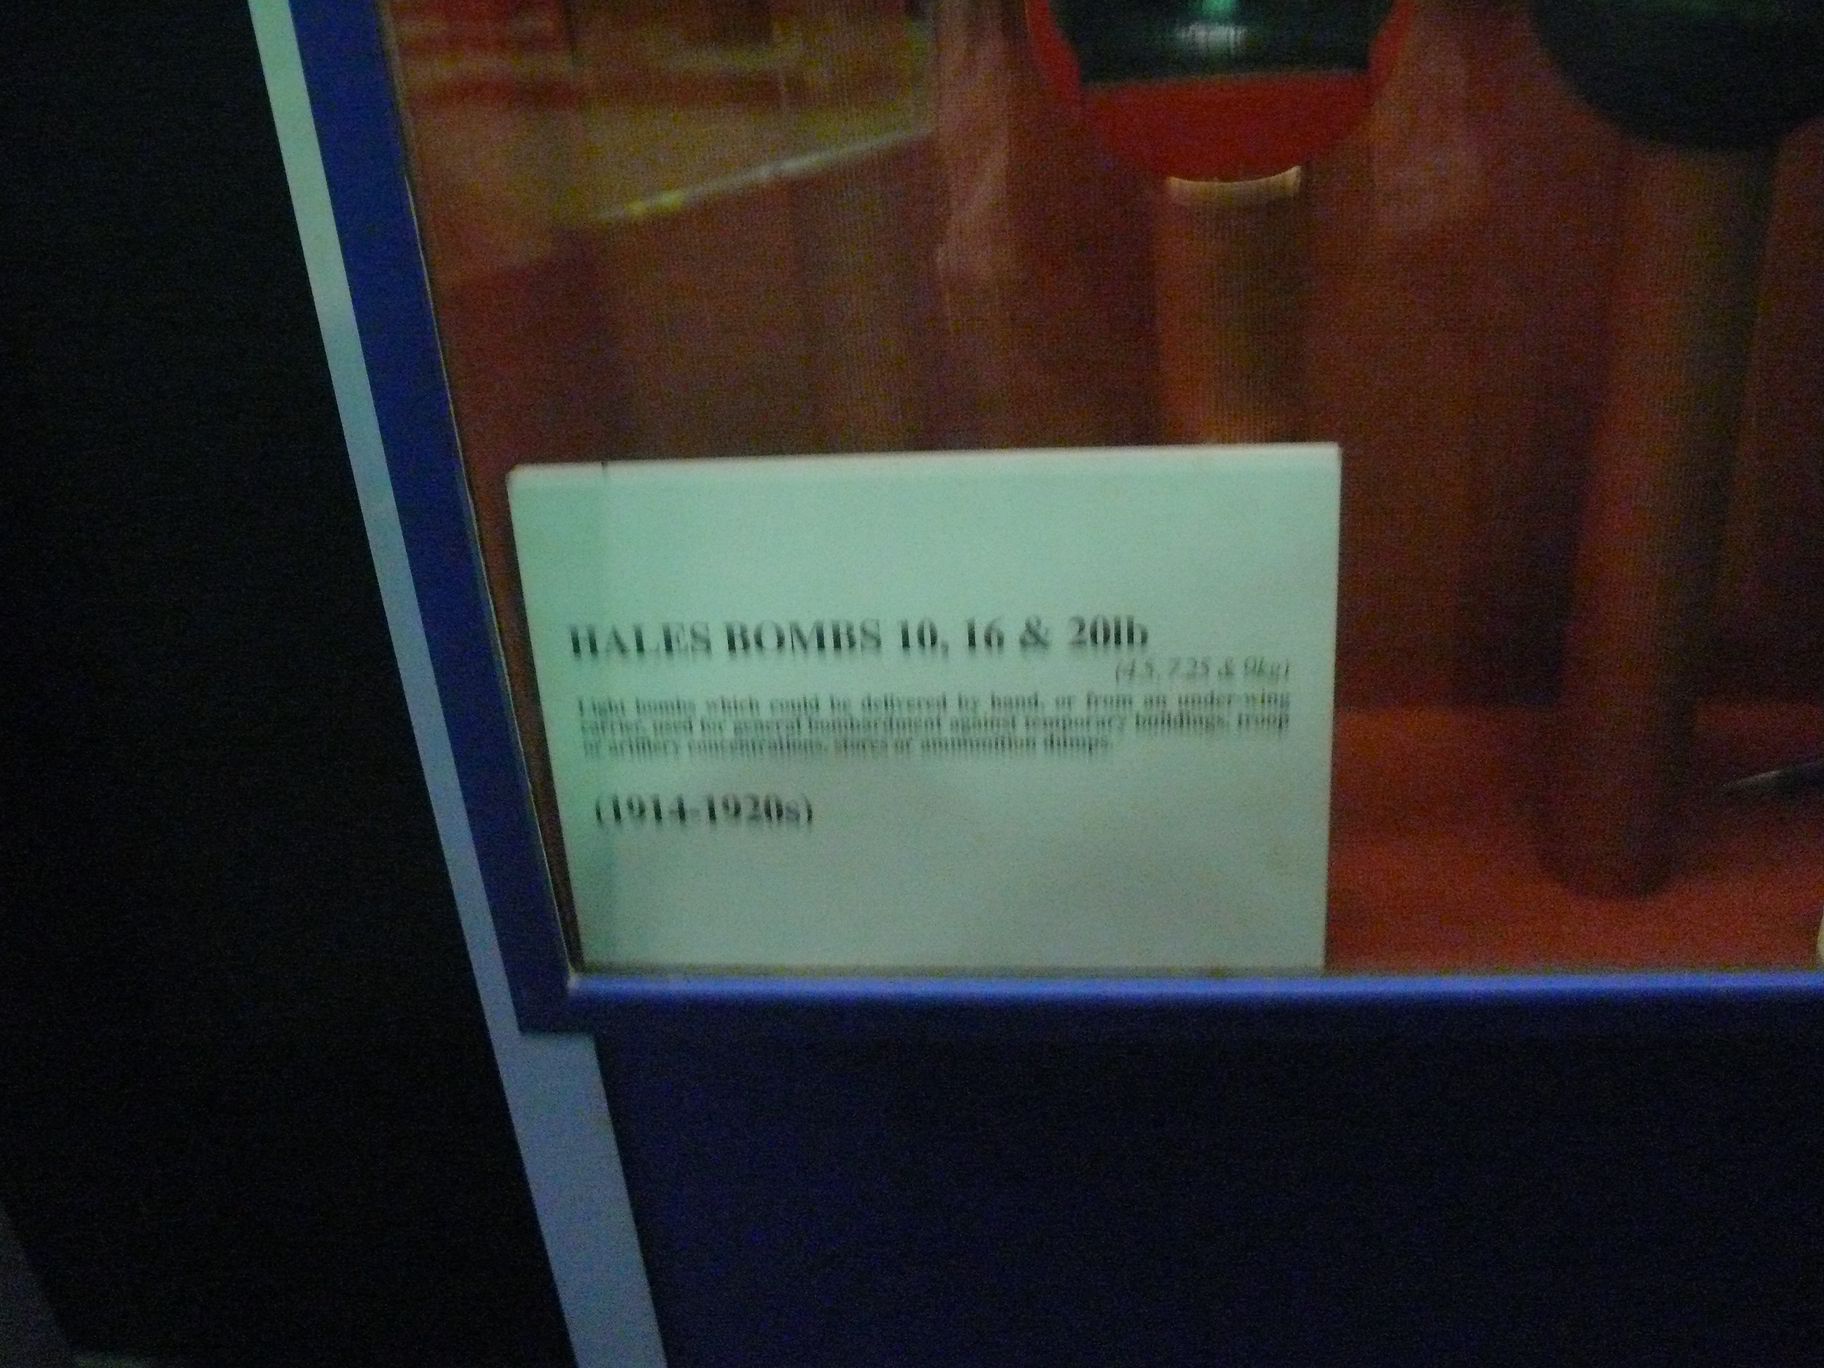 HALES BOMBS 10, 16 & 20lb
(4.5, 7.25 & 9kg)
Light bombs which could be delivered by hand, or from an under-wing
carrier, used for general bombardment against temporary buildings, troop
or artillery concentrations, stores or ammunition dumps.
(1914-1920s)